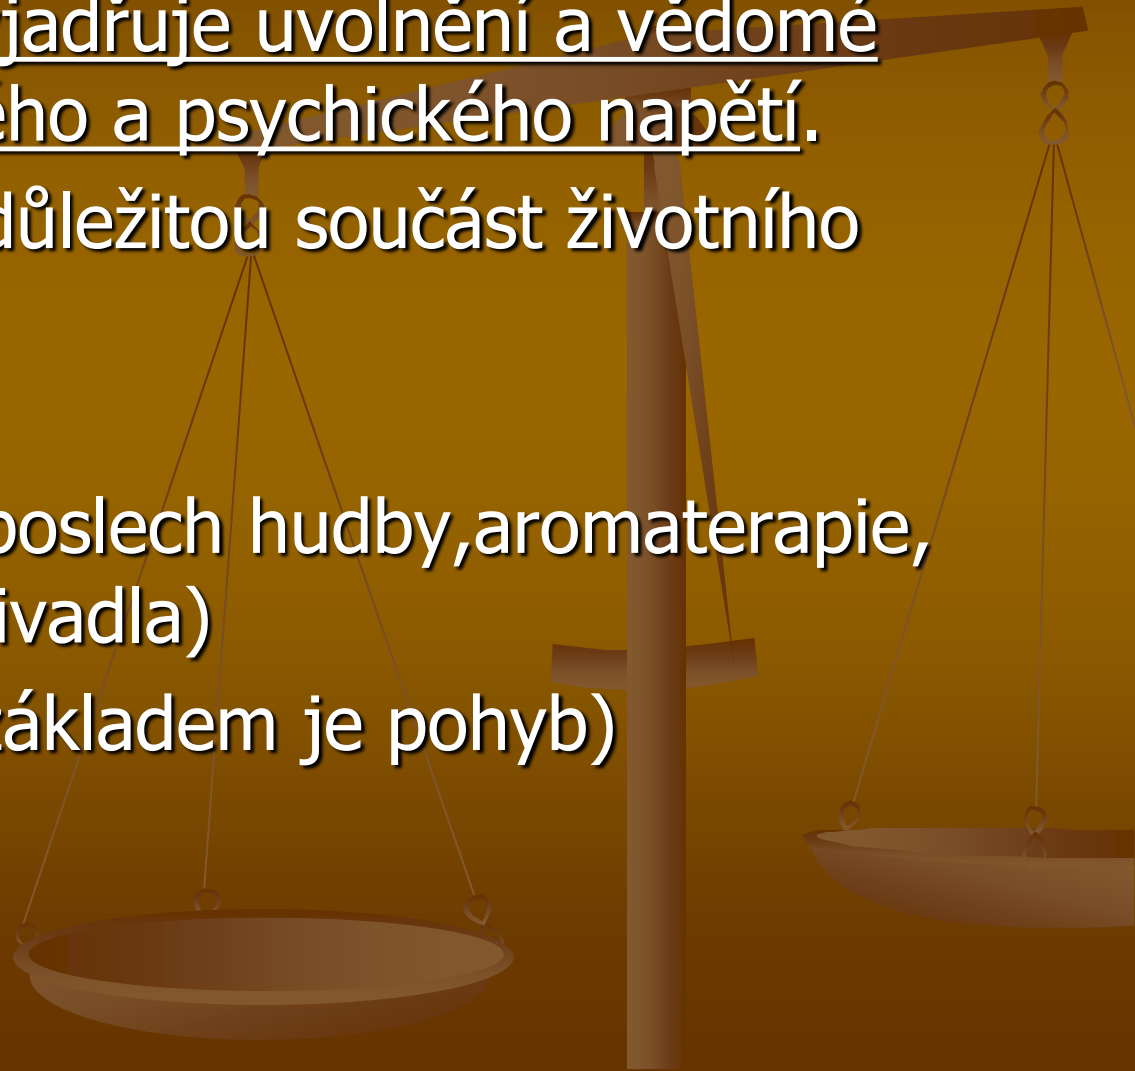 jadřuje uvolnění a vědomé
ého a psychického napětí.
důležitou součást životního
poslech hudby,aromaterapie,
ivadla)
základem je pohyb)